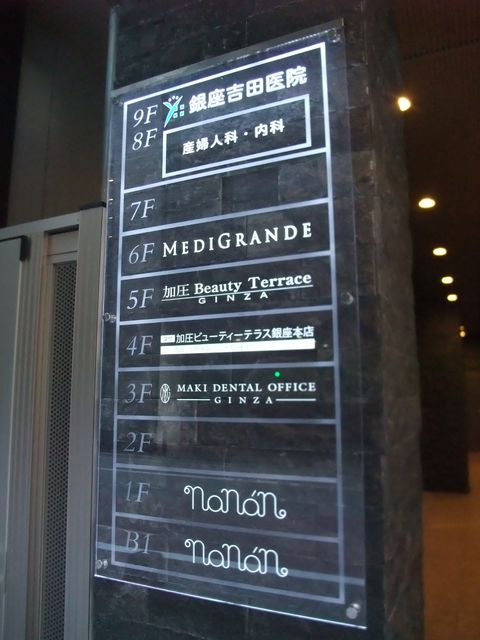 9F 銀座吉田医院
8F 産婦人科・内科
7F
6F MEDIGRANDE
5F 加圧 Beauty Terrace
GINZA
4F 加圧ビューティーテラス銀座本店
3F MAKI DENTAL OFFICE
GINZA
2F
1F nanán
B1 nanán